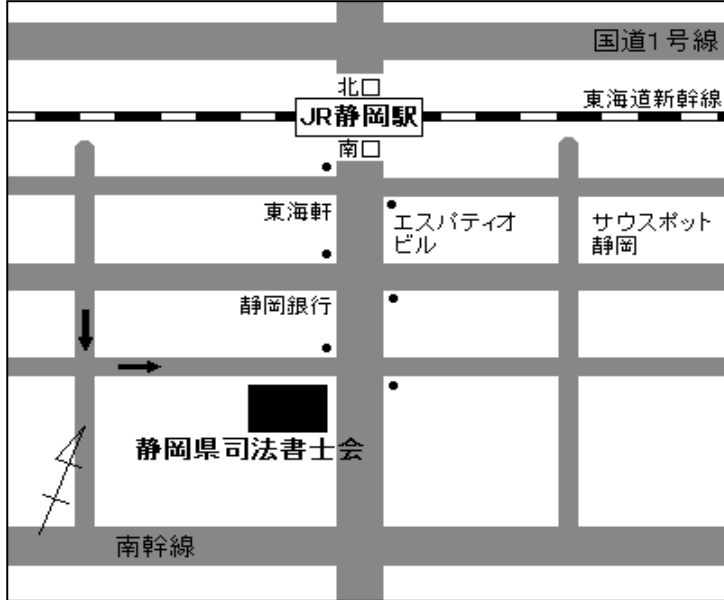 国道1号線
北口
東海道新幹線
JR静岡駅
南口
東海軒
エスパティオ
ビル
サウスポット
静岡
静岡銀行
静岡県司法書士会
南幹線